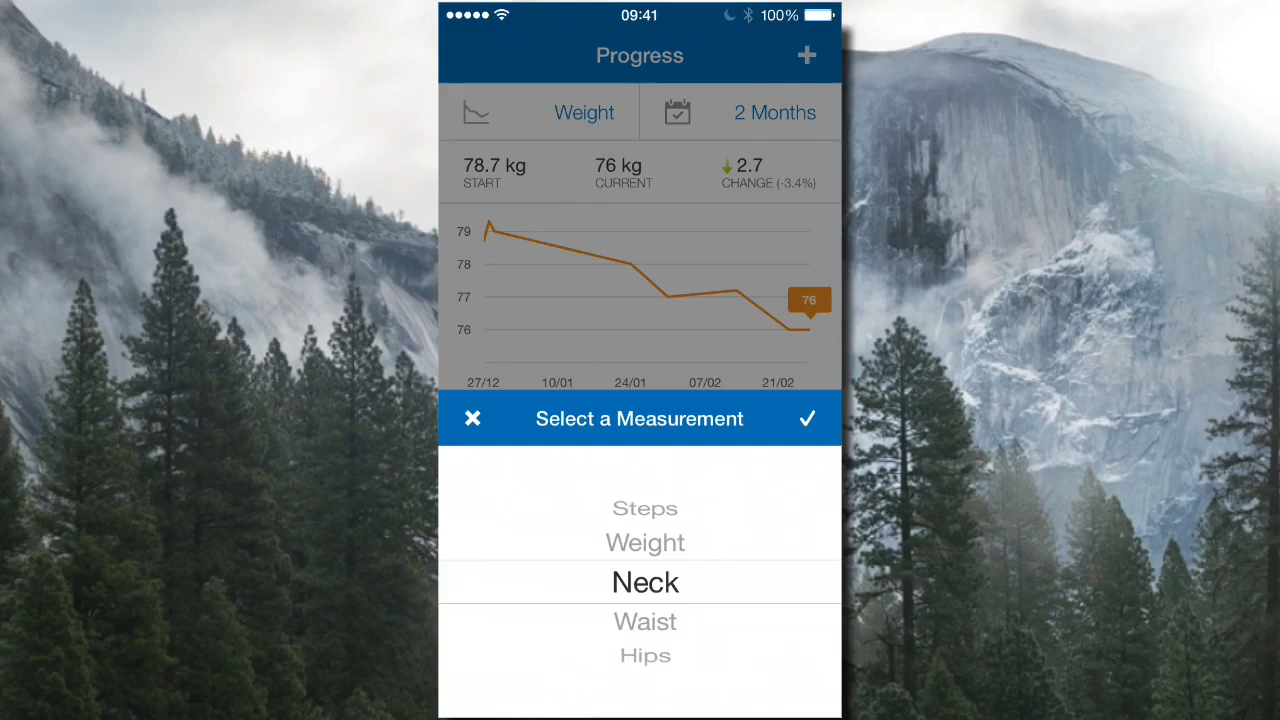 09:41 100%
Progress
Weight 2 Months
78.7 kg 76 kg 2.7
START CURRENT CHANGE (-3.4%)
79
78
77
76
76
27/12 10/01 24/01 07/02 21/02
Select a Measurement
Steps
Weight
Neck
Waist
Hips